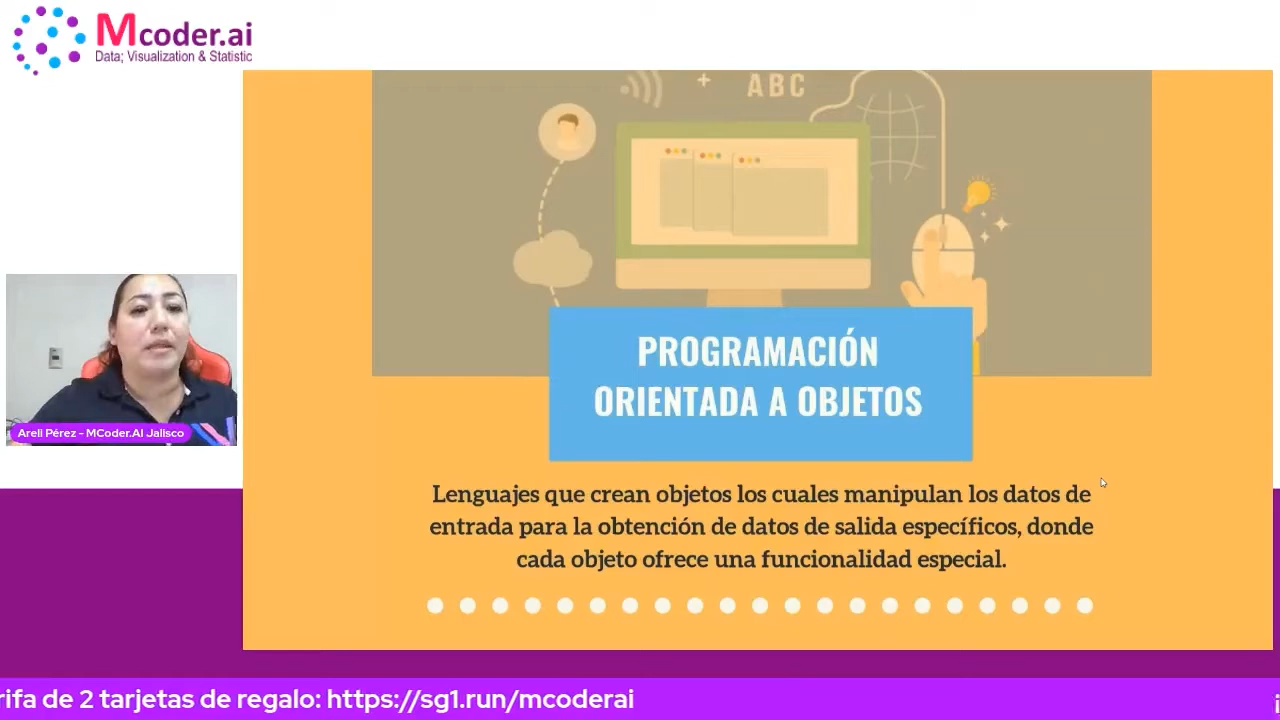 Mcoder.ai
Data; Visualization & Statistic
ABC
PROGRAMACIÓN
ORIENTADA A OBJETOS
Areli Pérez - MCoder.AI Jalisco
Lenguajes que crean objetos los cuales manipulan los datos de
entrada para la obtención de datos de salida específicos, donde
cada objeto ofrece una funcionalidad especial.
rifa de 2 tarjetas de regalo: https://sg1.run/mcoderai